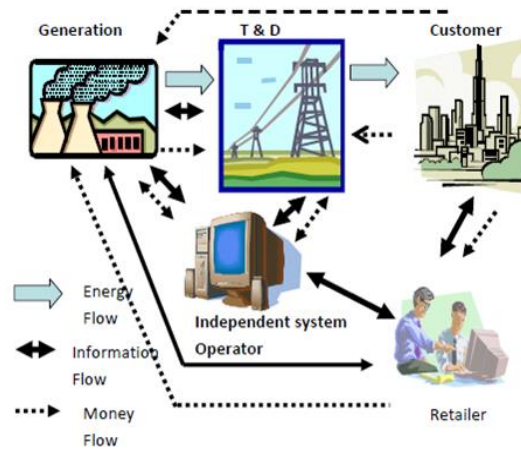 Generation
T & D
Customer
Energy
Flow
Independent system
Operator
Information
Flow
Money
Flow
Retailer